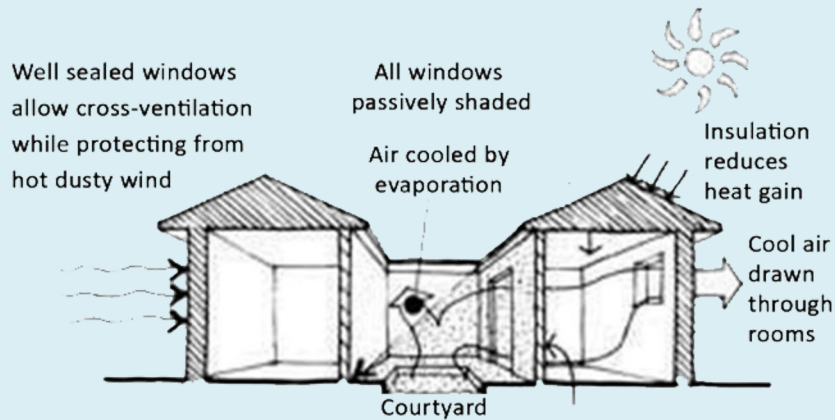 Well sealed windows
allow cross-ventilation
while protecting from
hot dusty wind
All windows
passively shaded
Air cooled by
evaporation
Insulation
reduces
heat gain
Cool air
drawn
through
rooms
Courtyard